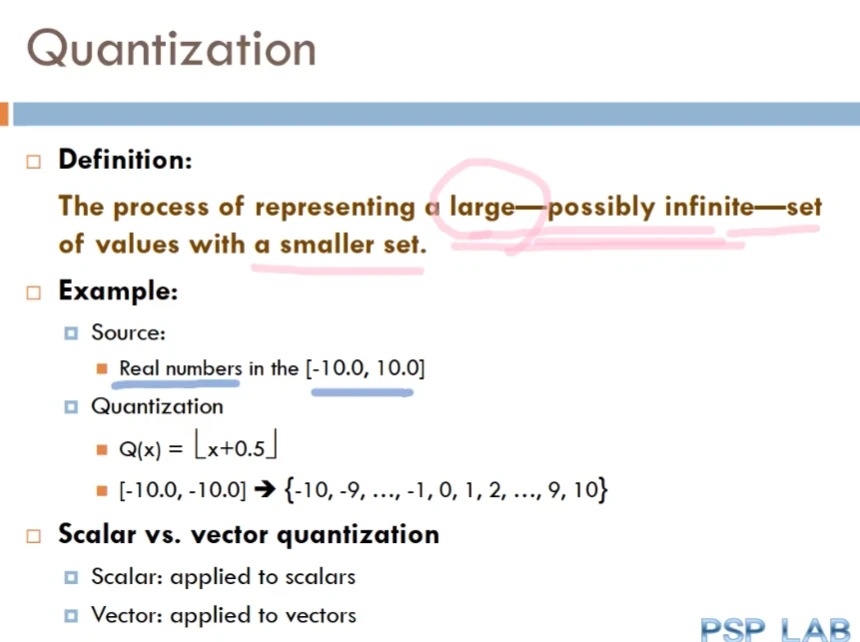 Quantization
Definition:
The process of representing a large—possibly infinite—set
of values with a smaller set.
Example:
Source:
Real numbers in the [-10.0, 10.0]
Quantization
Q(x) = ⌊x+0.5⌋
[-10.0, -10.0] ➔ {-10, -9, …, -1, 0, 1, 2, …, 9, 10}
Scalar vs. vector quantization
Scalar: applied to scalars
Vector: applied to vectors
PSP LAB